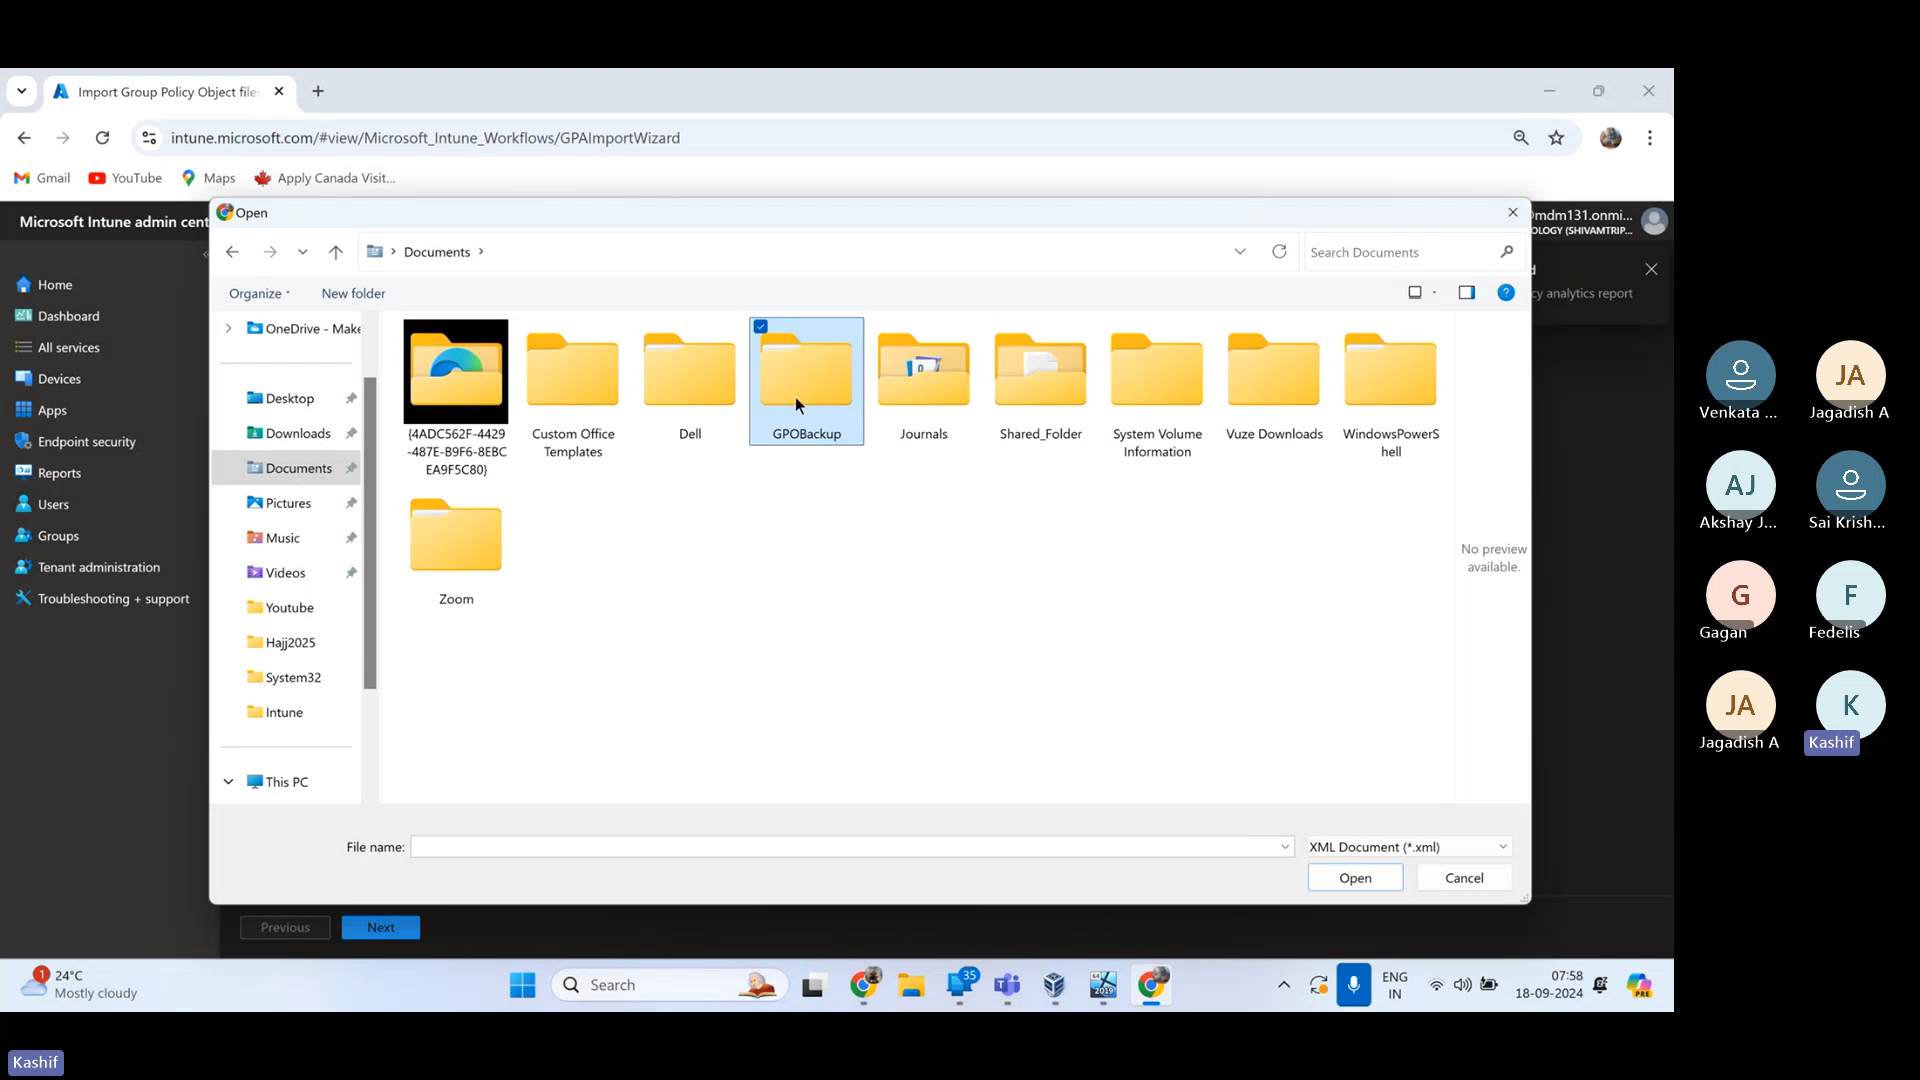 Import Group Policy Object file
intune.microsoft.com/#view/Microsoft_Intune_Workflows/GPAImportWizard
Gmail
YouTube
Maps
Apply Canada Visit...
Microsoft Intune admin cent
mdm131.onmi...
OLOGY (SHIVAMTRIP...
Open
Documents
Search Documents
Organize
New folder
cy analytics report
Home
Dashboard
All services
Devices
Apps
Endpoint security
Reports
Users
Groups
Tenant administration
Troubleshooting + support
OneDrive - Make
Desktop
Downloads
Documents
Pictures
Music
Videos
Youtube
Hajj2025
System32
Intune
This PC
{4ADC562F-4429
-487E-B9F6-8EBC
EA9F5C80}
Custom Office
Templates
Dell
GPOBackup
Journals
Shared_Folder
System Volume
Information
Vuze Downloads
WindowsPowerS
hell
Zoom
No preview
available.
File name:
XML Document (*.xml)
Open
Cancel
Previous
Next
Venkata ...
JA
Jagadish A
AJ
Akshay J...
Sai Krish...
G
Gagan
F
Fedelis
JA
Jagadish A
K
Kashif
1
24°C
Mostly cloudy
Search
35
64
2019
ENG
IN
07:58
18-09-2024
PRE
Kashif